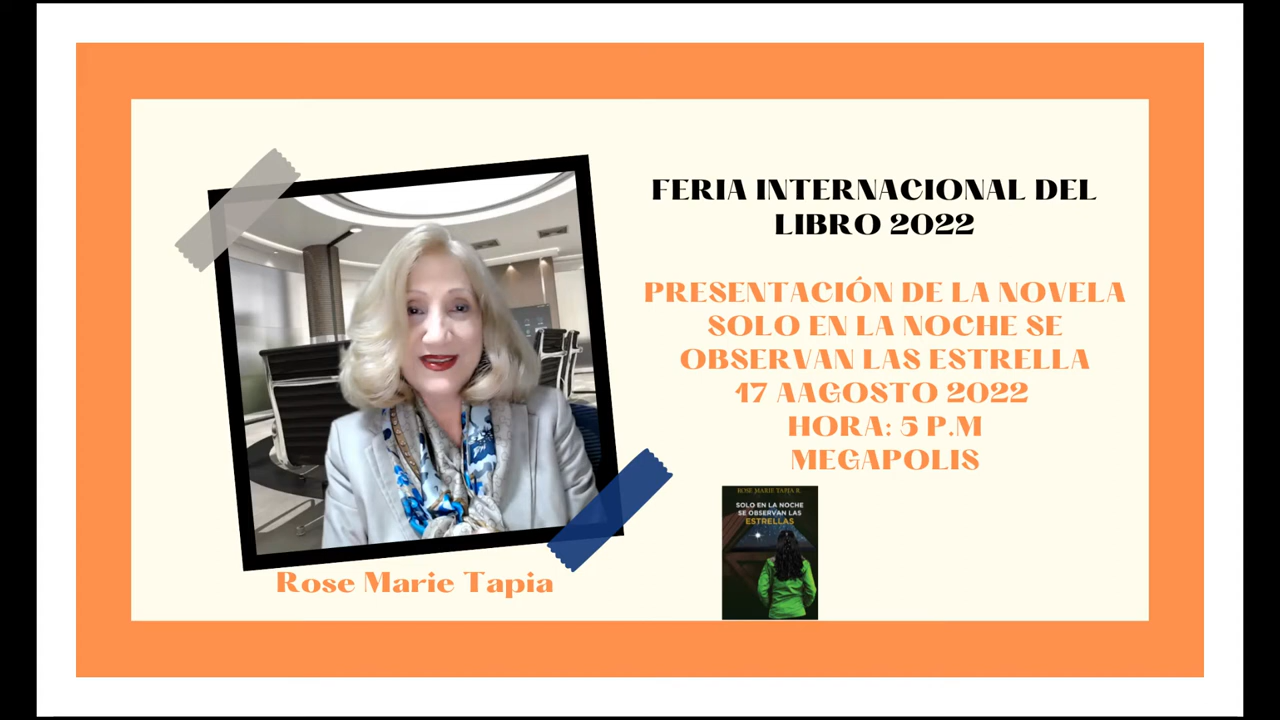 FERIA INTERNACIONAL DEL
LIBRO 2022
PRESENTACIÓN DE LA NOVELA
SOLO EN LA NOCHE SE
OBSERVAN LAS ESTRELLA
17 AAGOSTO 2022
HORA: 5 P.M
MEGAPOLIS
ROSE MARIE TAPIA R.
SOLO EN LA NOCHE
SE OBSERVAN LAS
ESTRELLAS
Rose Marie Tapia